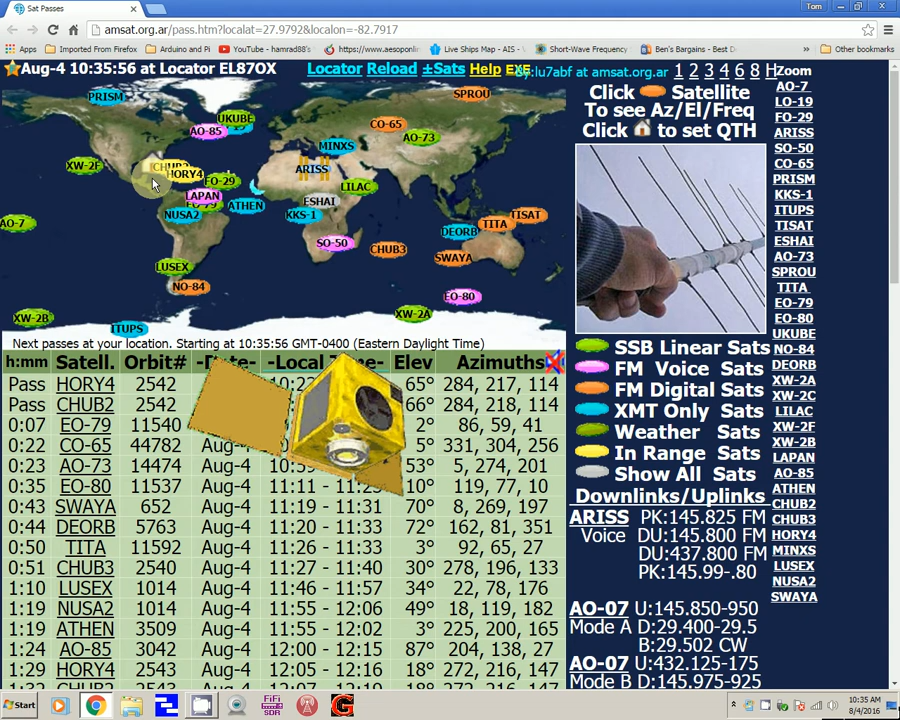 Sat Passes
Tom
amsat.org.ar/pass.htm?localat=27.9792&localon=-82.7917
Apps Imported From Firefox Arduino and Pi YouTube - hamrad88's https://www.aesoponlin Live Ships Map - AIS - Short-Wave Frequency Ben's Bargains - Best D » Other bookmarks
Aug-4 10:35:56 at Locator EL87OX Locator Reload ±Sats Help EXE by:lu7abf at amsat.org.ar 1 2 3 4 6 8 H
Zoom
PRISM
SPROU
UKUBE
AO-85
CO-65
AO-73
MINXS
XW-2F
HORY4
ARISS
FO-29
LILAC
LAPAN
ATHEN
ESHAI
NUSA2
KKS-1
TISAT
TITA
AO-7
DEORB
SO-50
CHUB3
SWAYA
LUSEX
NO-84
EO-80
XW-2B
XW-2A
ITUPS
Click Satellite
To see Az/El/Freq
Click to set QTH
Next passes at your location. Starting at 10:35:56 GMT-0400 (Eastern Daylight Time)
h:mm Satell. Orbit# -Date- -Local Time- Elev Azimuths
Pass HORY4 2542 65° 284, 217, 114
Pass CHUB2 2542 66° 284, 218, 114
0:07 EO-79 11540 2° 86, 59, 41
0:22 CO-65 44782 Aug-4 5° 331, 304, 256
0:23 AO-73 14474 Aug-4 53° 5, 274, 201
0:35 EO-80 11537 Aug-4 11:11 - 11:23 10° 119, 77, 10
0:43 SWAYA 652 Aug-4 11:19 - 11:31 70° 8, 269, 197
0:44 DEORB 5763 Aug-4 11:20 - 11:33 72° 162, 81, 351
0:50 TITA 11592 Aug-4 11:26 - 11:33 3° 92, 65, 27
0:51 CHUB3 2540 Aug-4 11:27 - 11:40 30° 278, 196, 133
1:10 LUSEX 1014 Aug-4 11:46 - 11:57 34° 22, 78, 176
1:19 NUSA2 1014 Aug-4 11:55 - 12:06 49° 18, 119, 182
1:19 ATHEN 3509 Aug-4 11:55 - 12:02 3° 225, 200, 165
1:24 AO-85 3042 Aug-4 12:00 - 12:15 87° 204, 138, 27
1:29 HORY4 2543 Aug-4 12:05 - 12:16 18° 272, 216, 147
SSB Linear Sats
FM Voice Sats
FM Digital Sats
XMT Only Sats
Weather Sats
In Range Sats
Show All Sats
Downlinks/Uplinks
ARISS PK:145.825 FM
Voice DU:145.800 FM
DU:437.800 FM
PK:145.99-.80
AO-07 U:145.850-950
Mode A D:29.400-29.5
B:29.502 CW
AO-07 U:432.125-175
Mode B D:145.975-925
AO-7
LO-19
FO-29
ARISS
SO-50
CO-65
PRISM
KKS-1
ITUPS
TISAT
ESHAI
AO-73
SPROU
TITA
EO-79
EO-80
UKUBE
NO-84
DEORB
XW-2A
XW-2C
LILAC
XW-2F
XW-2B
LAPAN
AO-85
ATHEN
CHUB2
CHUB3
HORY4
MINXS
LUSEX
NUSA2
SWAYA
Start
FiFi
SDR
10:35 AM
8/4/2016